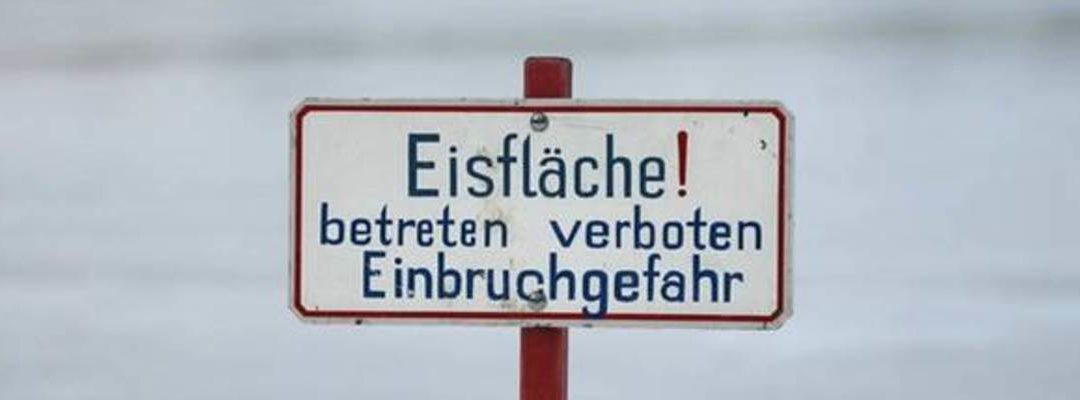 Eisfläche!
betreten verboten
Einbruchgefahr